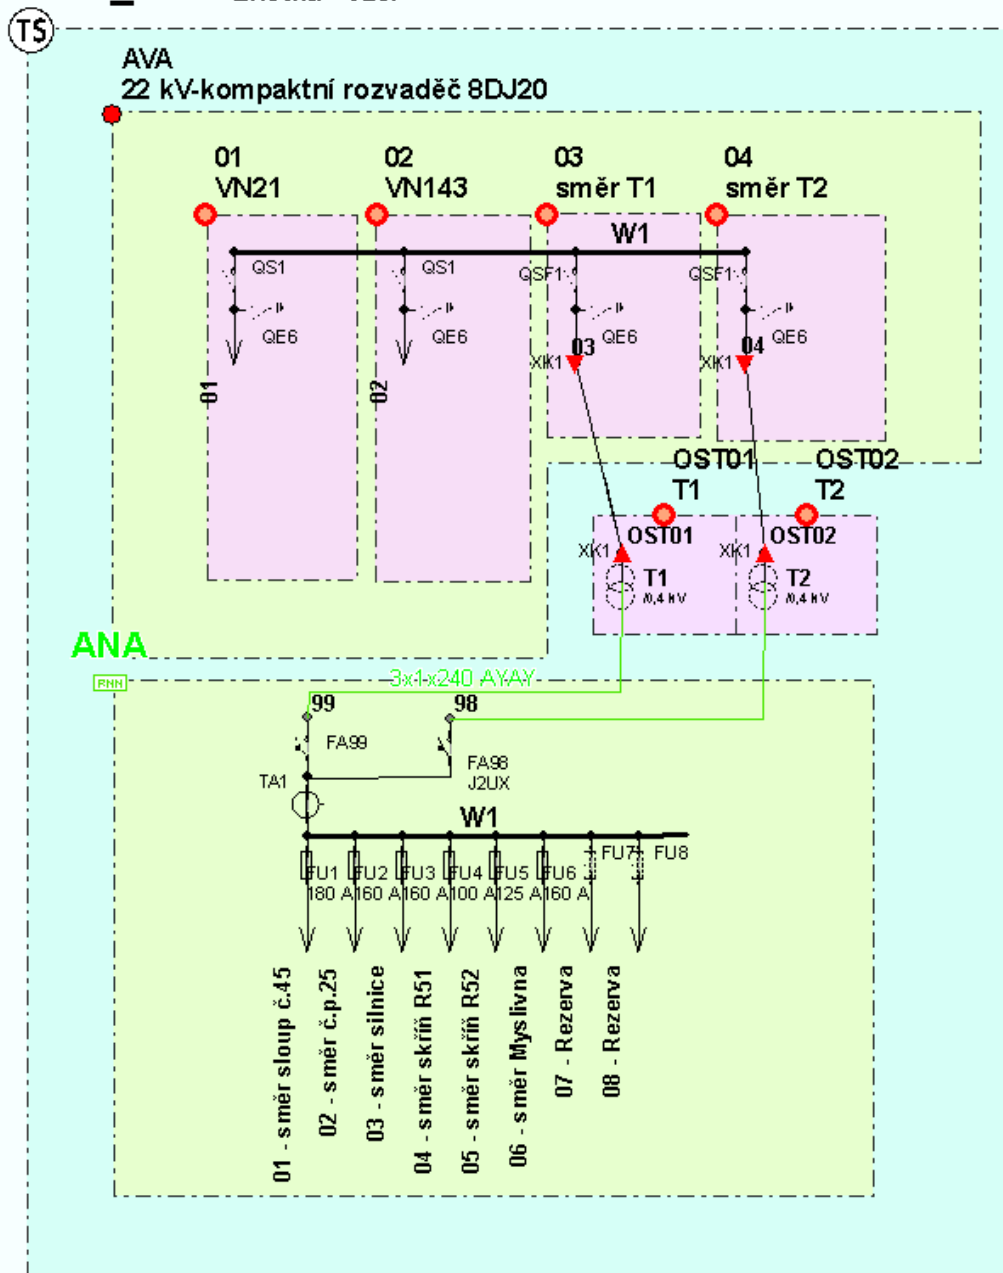 TS
AVA
22 kV-kompaktní rozvaděč 8DJ20
01
VN21
02
VN143
03
směr T1
04
směr T2
W1
QS1
QS1
QSF1
QSF1
QE6
QE6
QE6
QE6
03
04
XK1
XK1
01
02
OST01
T1
OST02
T2
OST01
OST02
XK1
XK1
T1
/0,4 kV
T2
/0,4 kV
ANA
RNN
3x1x240 AYAY
99
98
FA99
FA98
J2UX
TA1
W1
FU1
180 A
FU2
160 A
FU3
160 A
FU4
100 A
FU5
125 A
FU6
160 A
FU7
FU8
01 - směr sloup č.45
02 - směr č.p.25
03 - směr silnice
04 - směr skříň R51
05 - směr skříň R52
06 - směr Myslivna
07 - Rezerva
08 - Rezerva